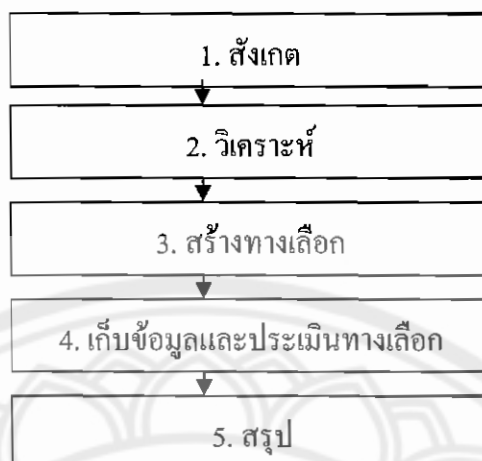 1. สังเกต
2. วิเคราะห์
3. สร้างทางเลือก
4. เก็บข้อมูลและประเมินทางเลือก
5. สรุป